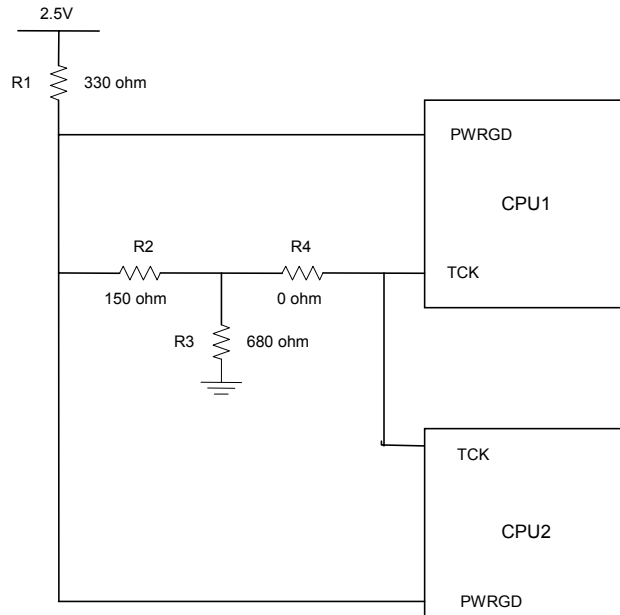 2.5V
R1
330 ohm
PWRGD
CPU1
R2
R4
TCK
150 ohm
0 ohm
R3
680 ohm
TCK
CPU2
PWRGD